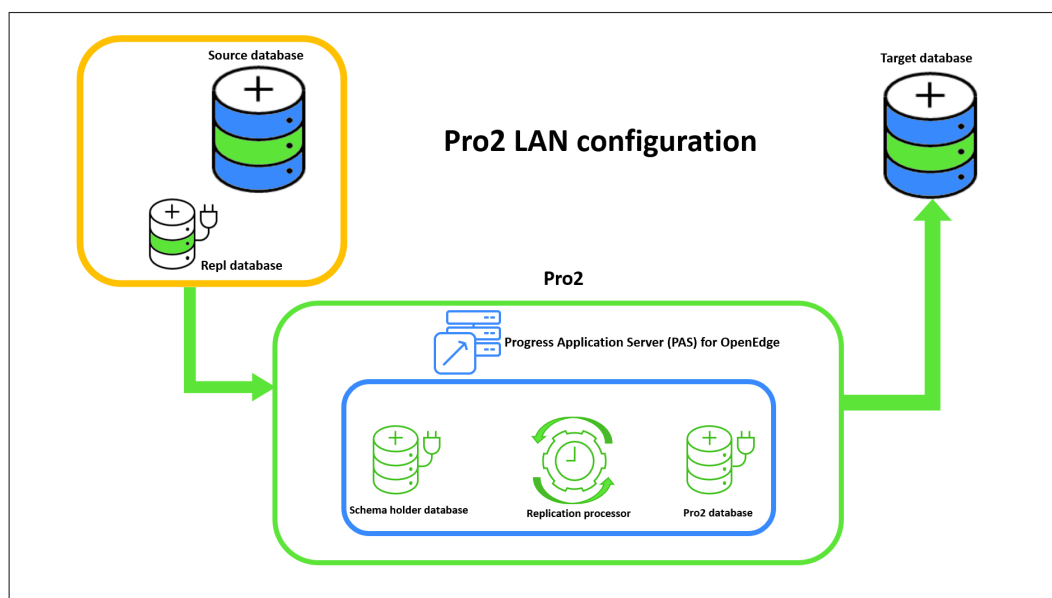 Source database
Target database
Pro2 LAN configuration
Repl database
Pro2
Progress Application Server (PAS) for OpenEdge
Schema holder database
Replication processor
Pro2 database